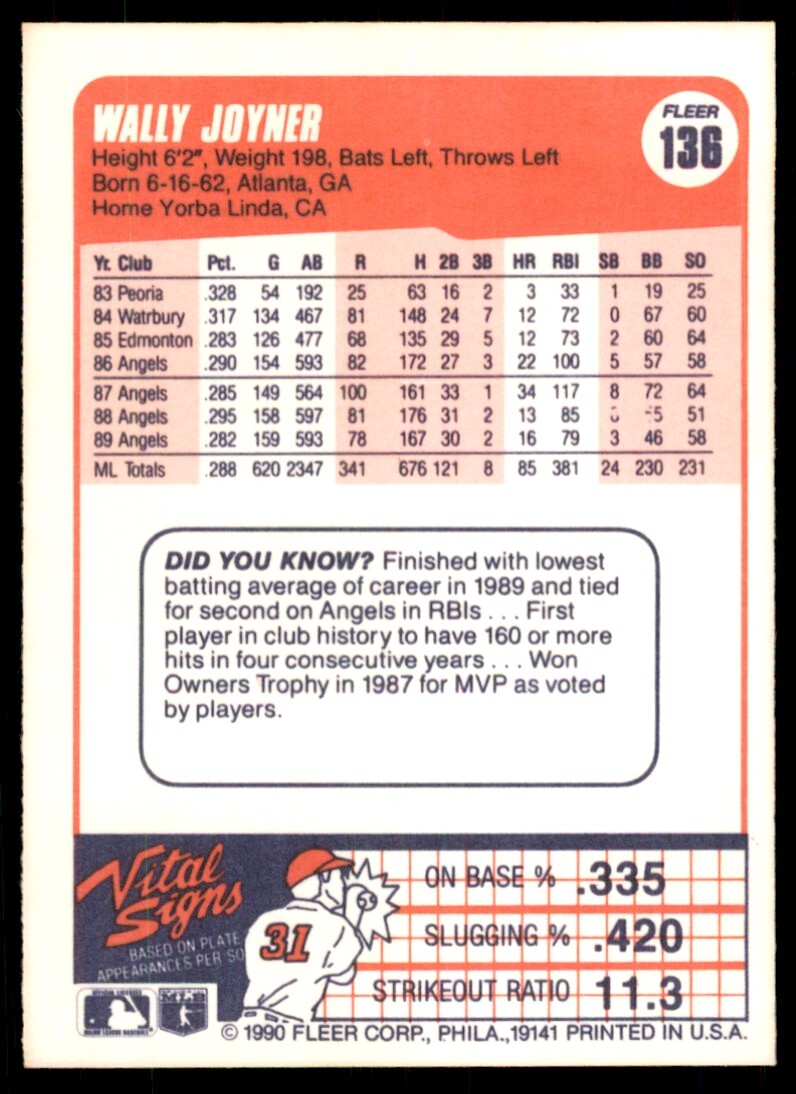 WALLY JOYNER
FLEER
136
Height 6'2", Weight 198, Bats Left, Throws Left
Born 6-16-62, Atlanta, GA
Home Yorba Linda, CA
Yr. Club Pct. G AB R H 2B 3B HR RBI SB BB SO
83 Peoria .328 54 192 25 63 16 2 3 33 1 19 25
84 Watrbury .317 134 467 81 148 24 7 12 72 0 67 60
85 Edmonton .283 126 477 68 135 29 5 12 73 2 60 64
86 Angels .290 154 593 82 172 27 3 22 100 5 57 58
87 Angels .285 149 564 100 161 33 1 34 117 8 72 64
88 Angels .295 158 597 81 176 31 2 13 85 51
89 Angels .282 159 593 78 167 30 2 16 79 3 46 58
ML Totals .288 620 2347 341 676 121 8 85 381 24 230 231
DID YOU KNOW? Finished with lowest
batting average of career in 1989 and tied
for second on Angels in RBIs . . . First
player in club history to have 160 or more
hits in four consecutive years . . . Won
Owners Trophy in 1987 for MVP as voted
by players.
Vital
Signs
BASED ON PLATE
APPEARANCES PER SO
31
ON BASE % .335
SLUGGING % .420
STRIKEOUT RATIO 11.3
MAJOR LEAGUE BASEBALL
© 1990 FLEER CORP., PHILA.,19141 PRINTED IN U.S.A.